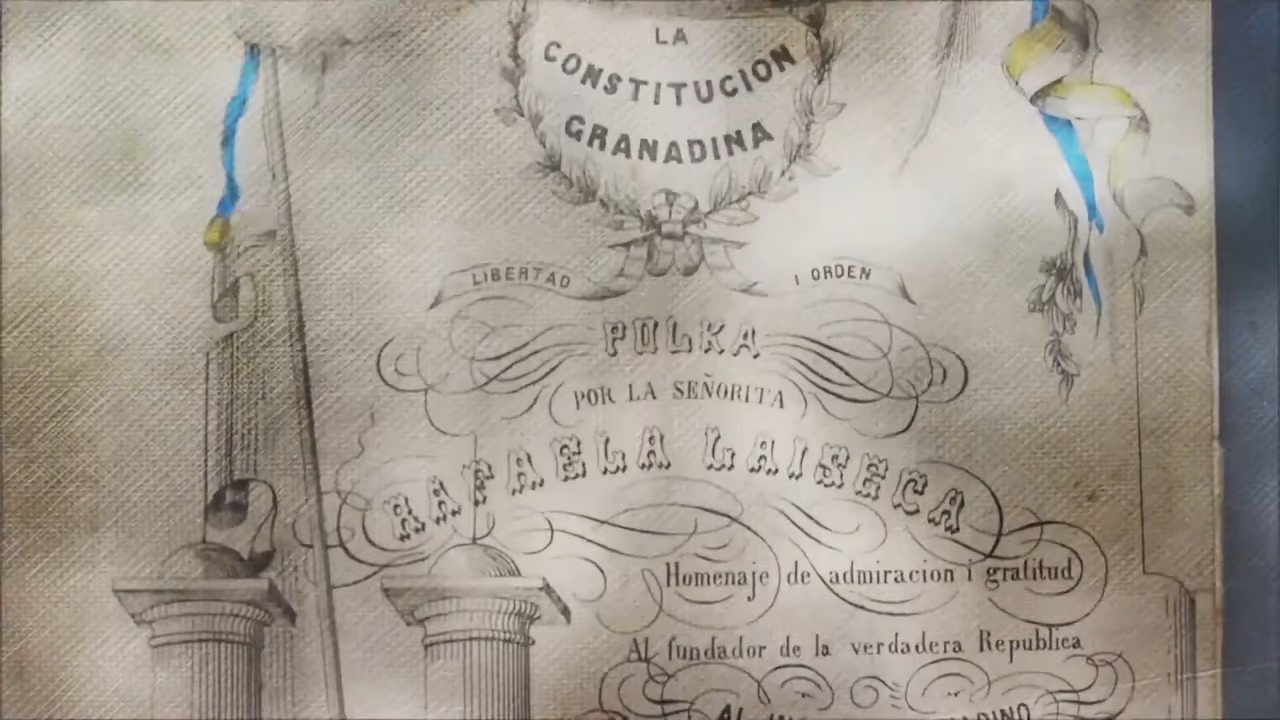 LA
CONSTITUCION
GRANADINA
LIBERTAD I ORDEN
POLKA
POR LA SEÑORITA
RAFAELA LAISECA
Homenaje de admiracion i gratitud
Al fundador de la verdadera Republica
AL